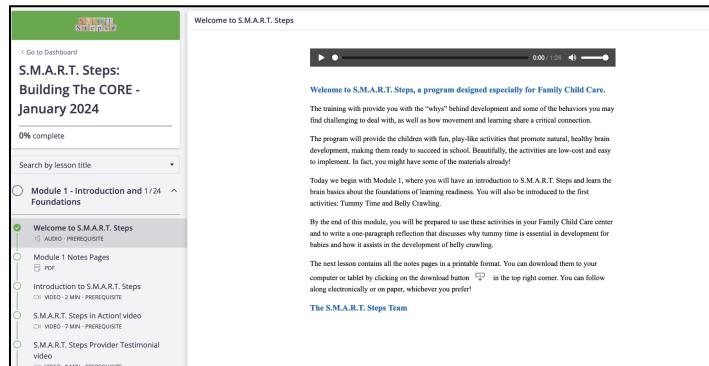 S.M.A.R.T.
Steps
< Go to Dashboard
S.M.A.R.T. Steps:
Building The CORE -
January 2024
0% complete
Search by lesson title
Module 1 - Introduction and 1/24
Foundations
Welcome to S.M.A.R.T. Steps
AUDIO · PREREQUISITE
Module 1 Notes Pages
PDF
Introduction to S.M.A.R.T. Steps
VIDEO · 2 MIN · PREREQUISITE
S.M.A.R.T. Steps in Action! video
VIDEO · 7 MIN · PREREQUISITE
S.M.A.R.T. Steps Provider Testimonial
video
Welcome to S.M.A.R.T. Steps
0:00 / 1:26
Welcome to S.M.A.R.T. Steps, a program designed especially for Family Child Care.
The training with provide you with the "whys" behind development and some of the behaviors you may
find challenging to deal with, as well as how movement and learning share a critical connection.
The program will provide the children with fun, play-like activities that promote natural, healthy brain
development, making them ready to succeed in school. Beautifully, the activities are low-cost and easy
to implement. In fact, you might have some of the materials already!
Today we begin with Module 1, where you will have an introduction to S.M.A.R.T. Steps and learn the
brain basics about the foundations of learning readiness. You will also be introduced to the first
activities: Tummy Time and Belly Crawling.
By the end of this module, you will be prepared to use these activities in your Family Child Care center
and to write a one-paragraph reflection that discusses why tummy time is essential in development for
babies and how it assists in the development of belly crawling.
The next lesson contains all the notes pages in a printable format. You can download them to your
computer or tablet by clicking on the download button in the top right corner. You can follow
along electronically or on paper, whichever you prefer!
The S.M.A.R.T. Steps Team